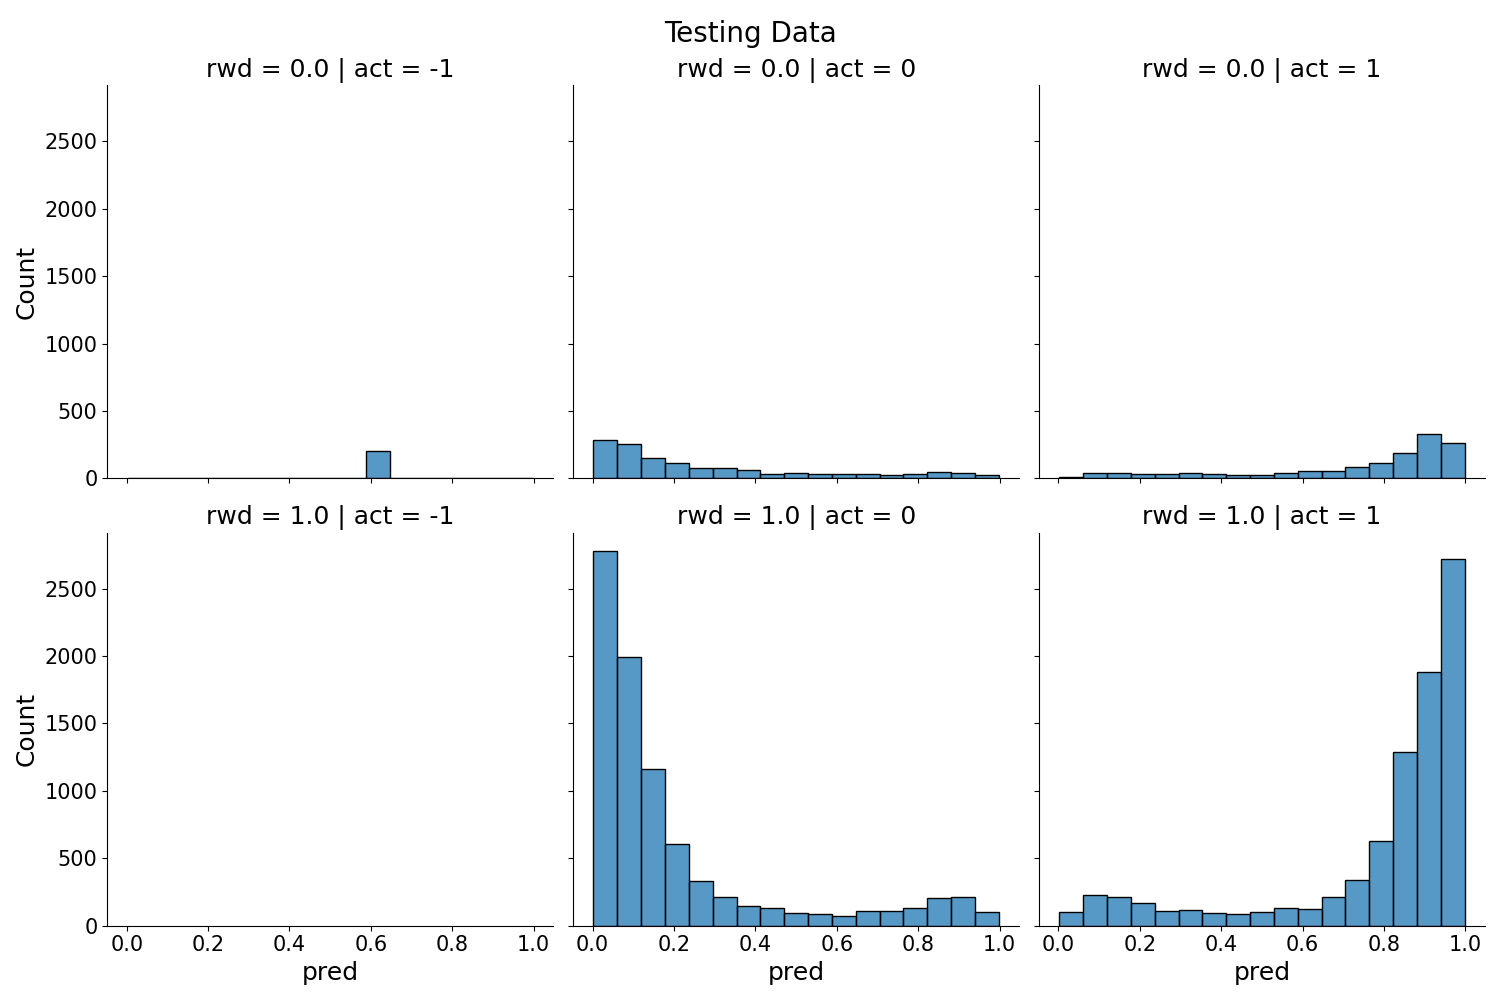 Testing Data
rwd = 0.0 | act = -1
rwd = 0.0 | act = 0
rwd = 0.0 | act = 1
2500
2000
1500
1000
500
0
Count
rwd = 1.0 | act = -1
rwd = 1.0 | act = 0
rwd = 1.0 | act = 1
2500
2000
1500
1000
500
0
Count
0.0 0.2 0.4 0.6 0.8 1.0
0.0 0.2 0.4 0.6 0.8 1.0
0.0 0.2 0.4 0.6 0.8 1.0
pred
pred
pred